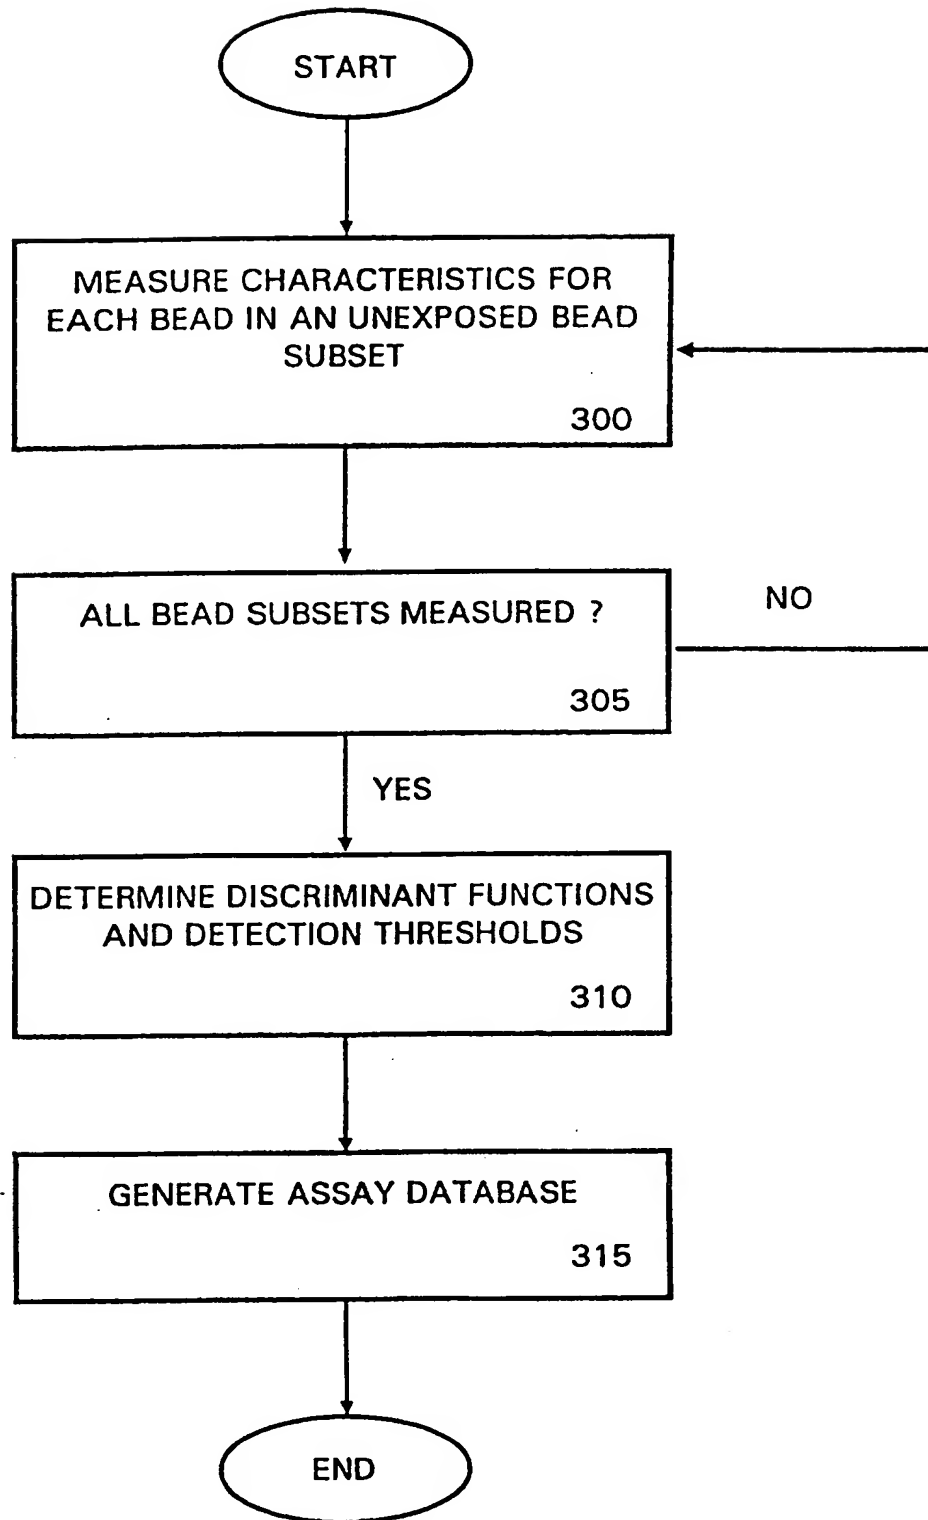 START
MEASURE CHARACTERISTICS FOR
EACH BEAD IN AN UNEXPOSED BEAD
SUBSET
300
ALL BEAD SUBSETS MEASURED ?
305
NO
YES
DETERMINE DISCRIMINANT FUNCTIONS
AND DETECTION THRESHOLDS
310
GENERATE ASSAY DATABASE
315
END